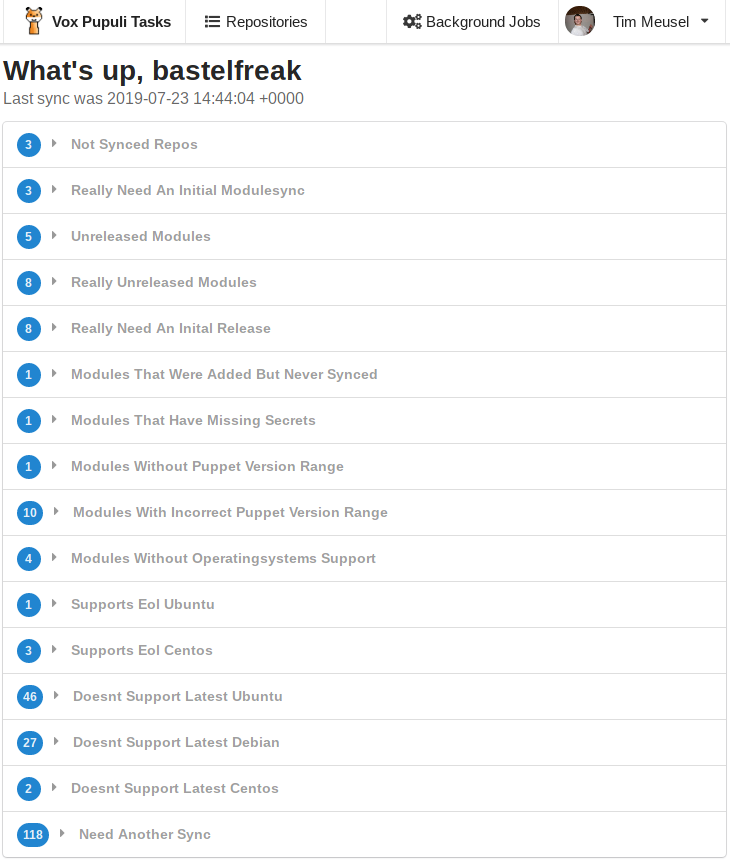 Vox Pupuli Tasks Repositories Background Jobs Tim Meusel
What's up, bastelfreak
Last sync was 2019-07-23 14:44:04 +0000
3 Not Synced Repos
3 Really Need An Initial Modulesync
5 Unreleased Modules
8 Really Unreleased Modules
8 Really Need An Inital Release
1 Modules That Were Added But Never Synced
1 Modules That Have Missing Secrets
1 Modules Without Puppet Version Range
10 Modules With Incorrect Puppet Version Range
4 Modules Without Operatingsystems Support
1 Supports Eol Ubuntu
3 Supports Eol Centos
46 Doesnt Support Latest Ubuntu
27 Doesnt Support Latest Debian
2 Doesnt Support Latest Centos
118 Need Another Sync